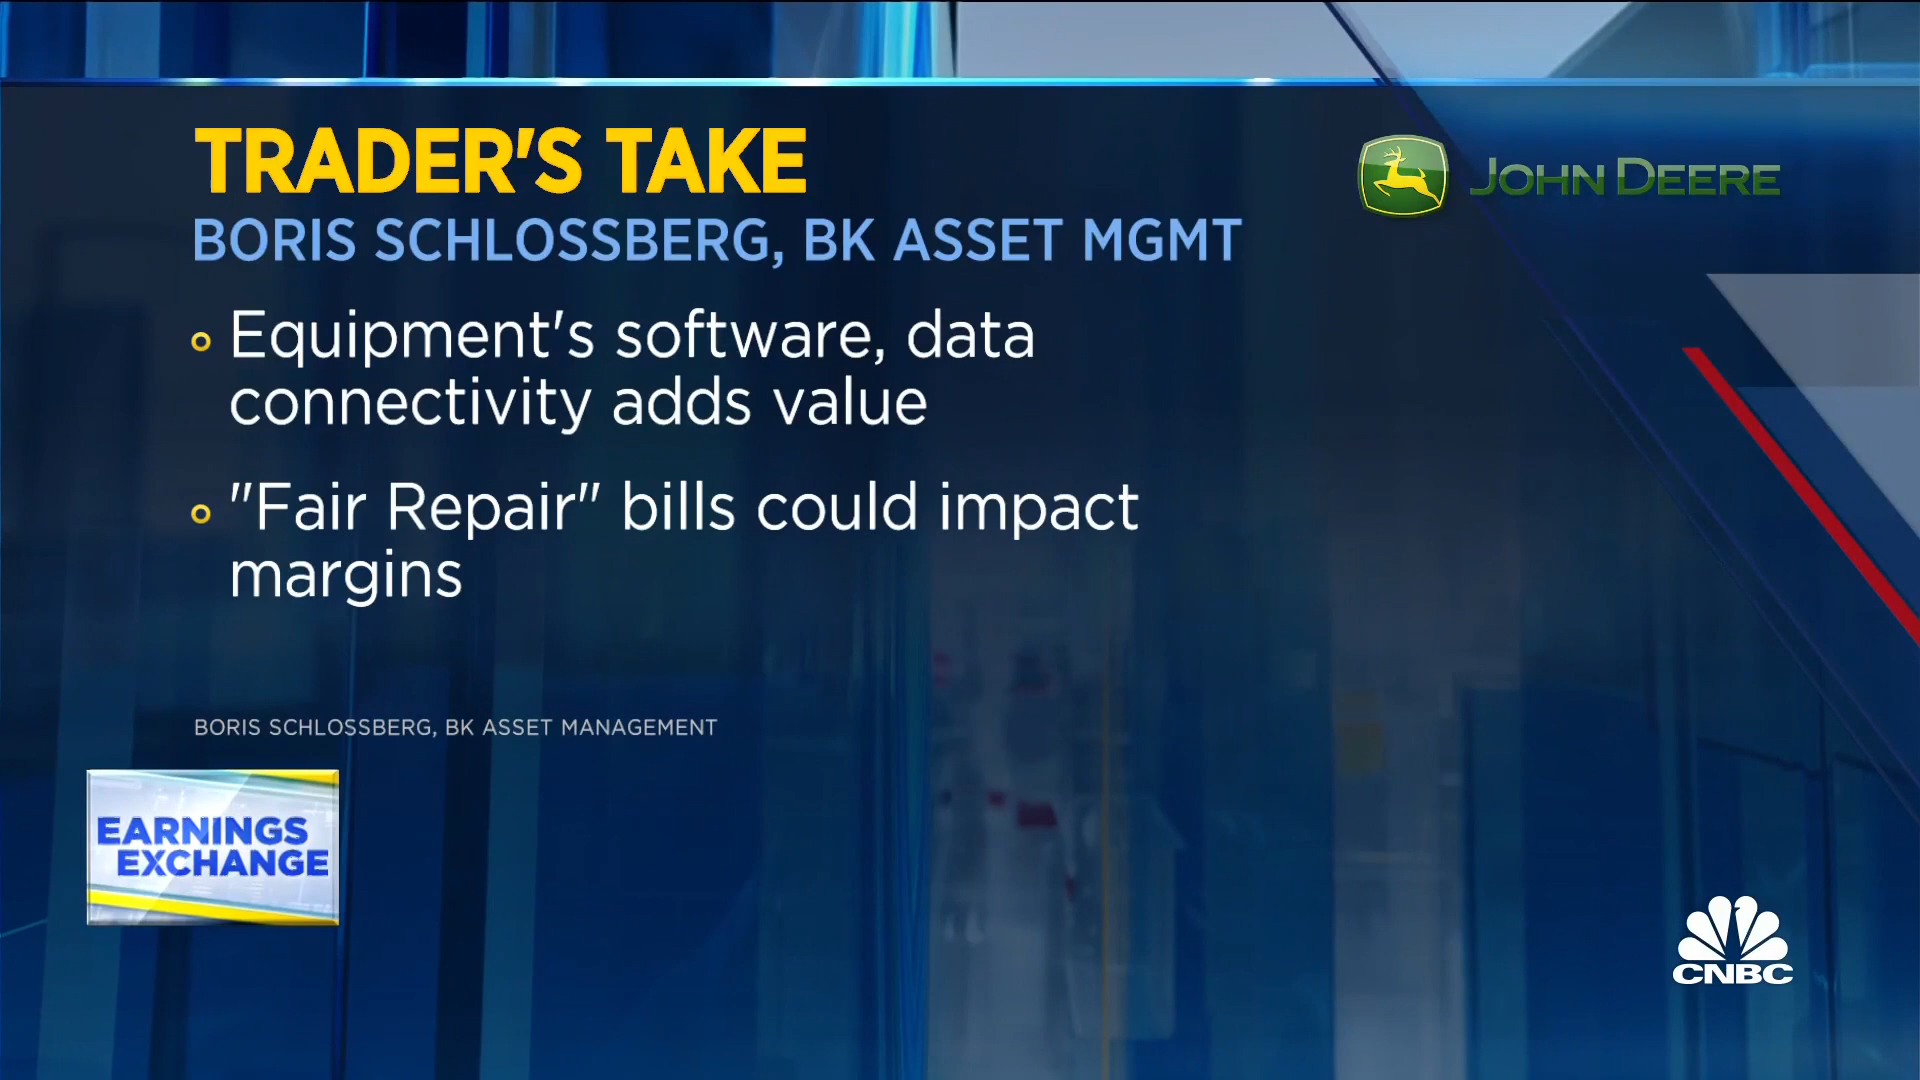 TRADER'S TAKE
JOHN DEERE
BORIS SCHLOSSBERG, BK ASSET MGMT
Equipment's software, data
connectivity adds value
"Fair Repair" bills could impact
margins
BORIS SCHLOSSBERG, BK ASSET MANAGEMENT
EARNINGS
EXCHANGE
CNBC